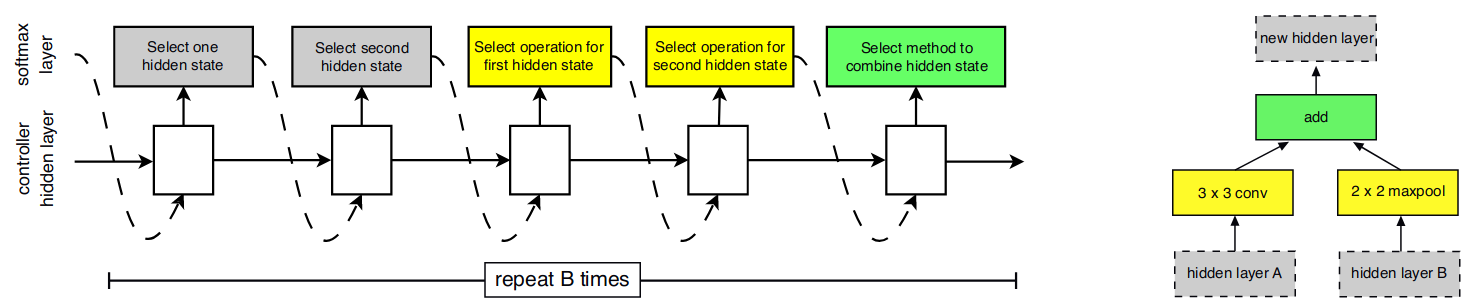 softmax
layer
controller
hidden layer
Select one
hidden state
Select second
hidden state
Select operation for
first hidden state
Select operation for
second hidden state
Select method to
combine hidden state
repeat B times
new hidden layer
add
3 x 3 conv
2 x 2 maxpool
hidden layer A
hidden layer B